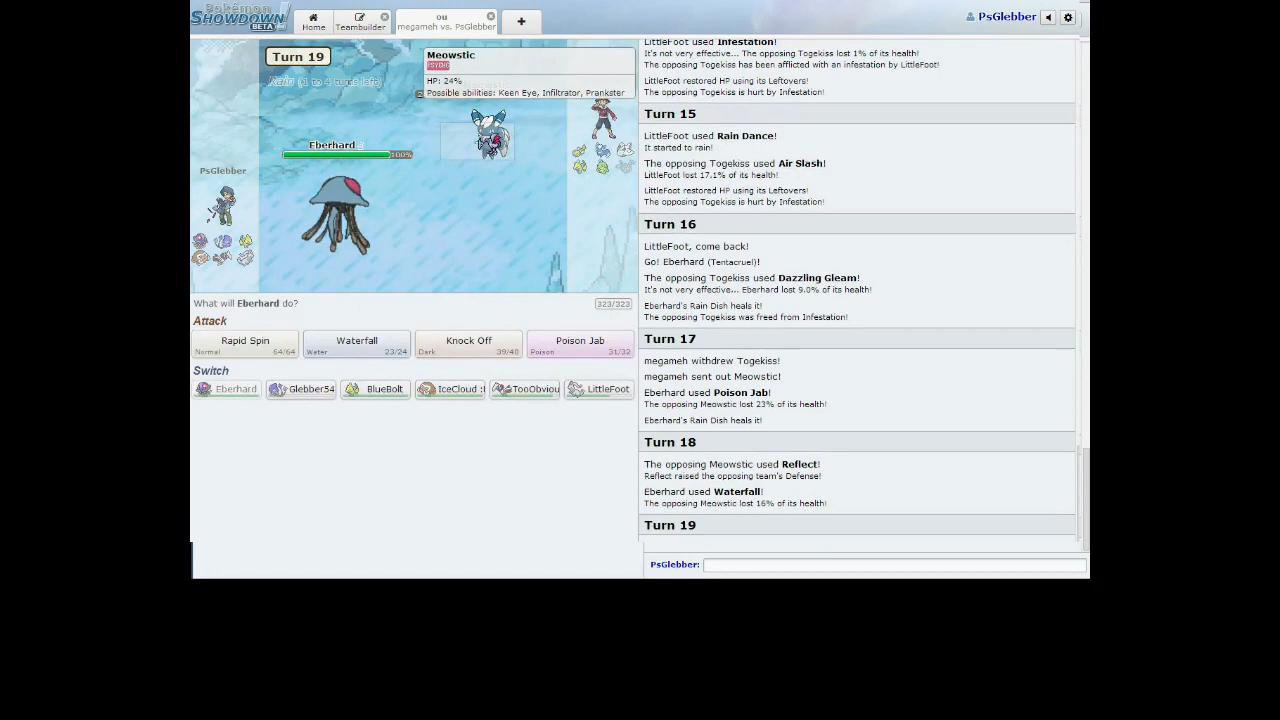 Pokémon
SHOWDOWN
BETA
Home
Teambuilder
ou
megameh vs. PsGlebber
+
PsGlebber
Turn 19
Rain (1 to 4 turns left)
Meowstic
PSYCHIC
HP: 24%
Possible abilities: Keen Eye, Infiltrator, Prankster
Eberhard
100%
PsGlebber
What will Eberhard do?
323/323
Attack
Rapid Spin
Normal 64/64
Waterfall
Water 23/24
Knock Off
Dark 39/40
Poison Jab
Poison 31/32
Switch
Eberhard
Glebber54
BlueBolt
IceCloud :I
TooObviou
LittleFoot
LittleFoot used Infestation!
It's not very effective... The opposing Togekiss lost 1% of its health!
The opposing Togekiss has been afflicted with an infestation by LittleFoot!
LittleFoot restored HP using its Leftovers!
The opposing Togekiss is hurt by Infestation!
Turn 15
LittleFoot used Rain Dance!
It started to rain!
The opposing Togekiss used Air Slash!
LittleFoot lost 17.1% of its health!
LittleFoot restored HP using its Leftovers!
The opposing Togekiss is hurt by Infestation!
Turn 16
LittleFoot, come back!
Go! Eberhard (Tentacruel)!
The opposing Togekiss used Dazzling Gleam!
It's not very effective... Eberhard lost 9.0% of its health!
Eberhard's Rain Dish heals it!
The opposing Togekiss was freed from Infestation!
Turn 17
megameh withdrew Togekiss!
megameh sent out Meowstic!
Eberhard used Poison Jab!
The opposing Meowstic lost 23% of its health!
Eberhard's Rain Dish heals it!
Turn 18
The opposing Meowstic used Reflect!
Reflect raised the opposing team's Defense!
Eberhard used Waterfall!
The opposing Meowstic lost 16% of its health!
Turn 19
PsGlebber: